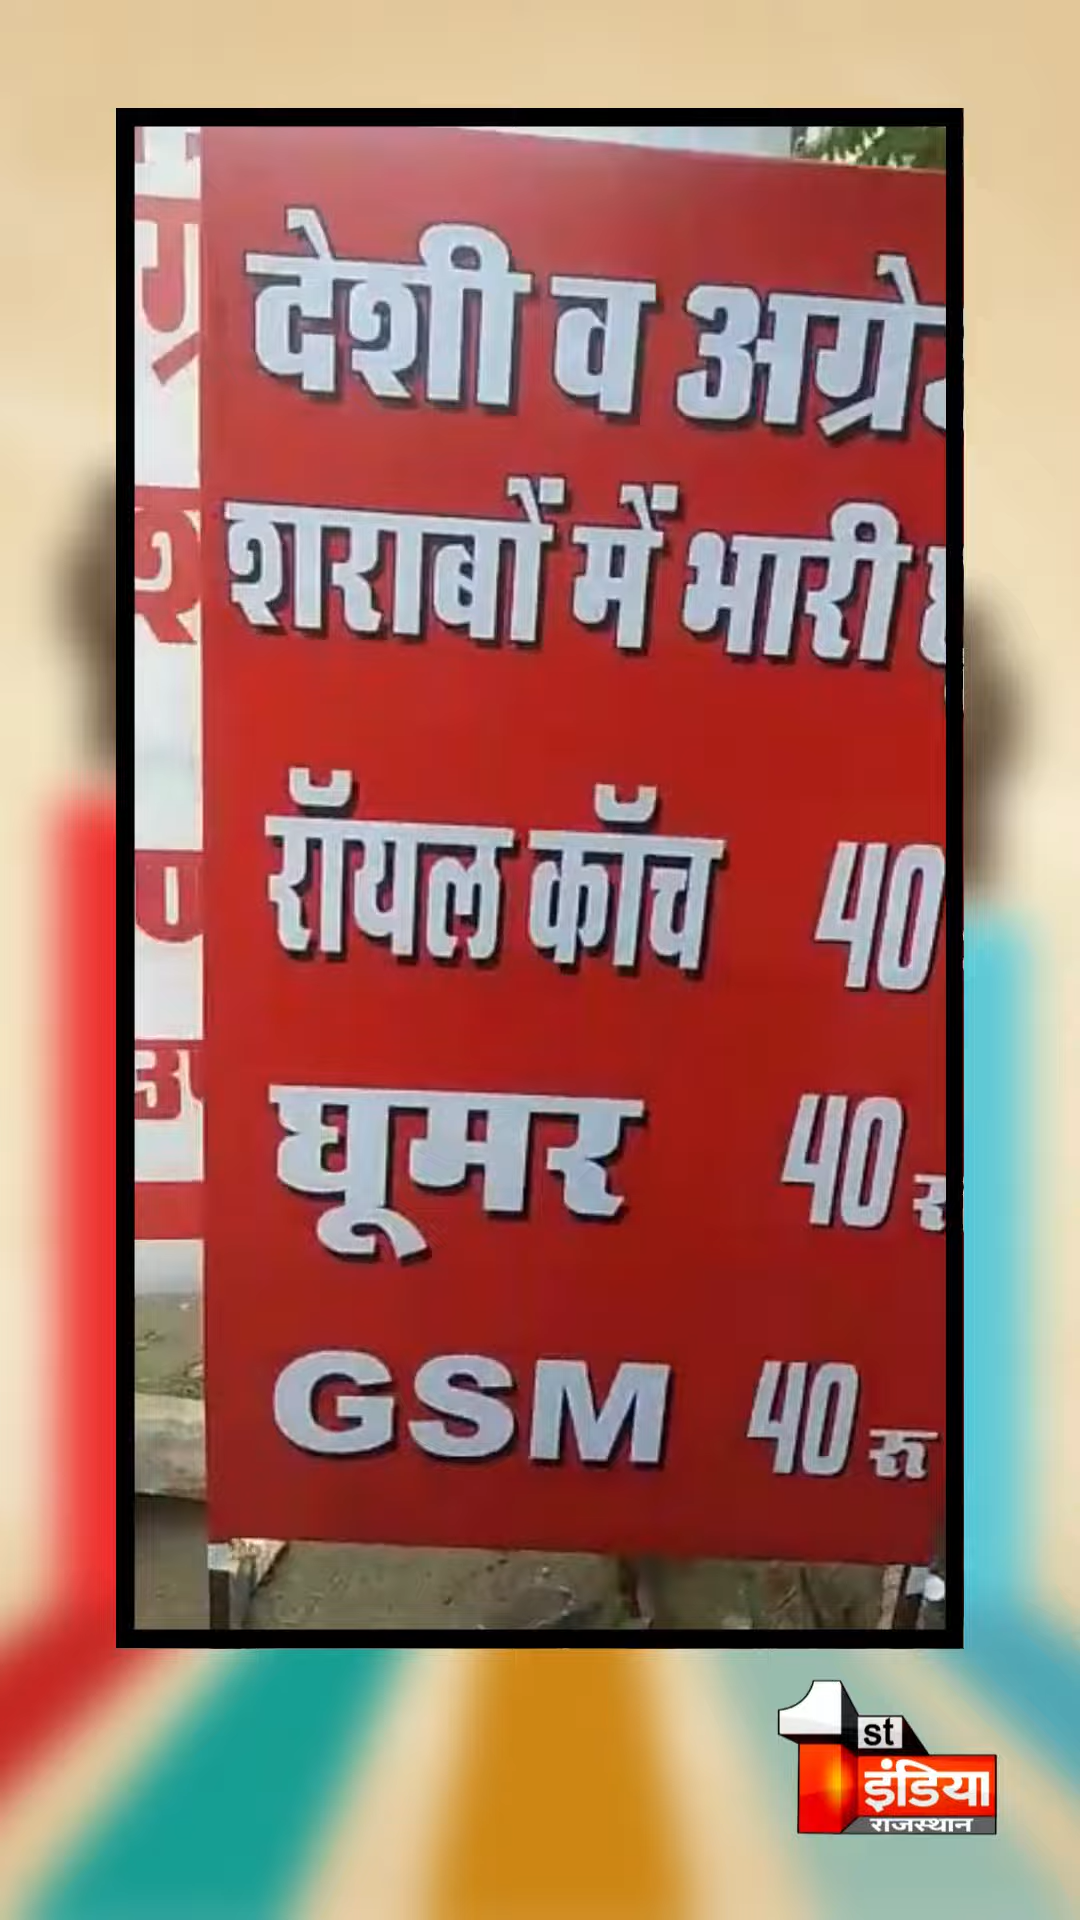 देशी व अग्रे
शराबों में भारी
रॉयल कॉच 40
घूमर 40
GSM 40 रु
1st
इंडिया
राजस्थान